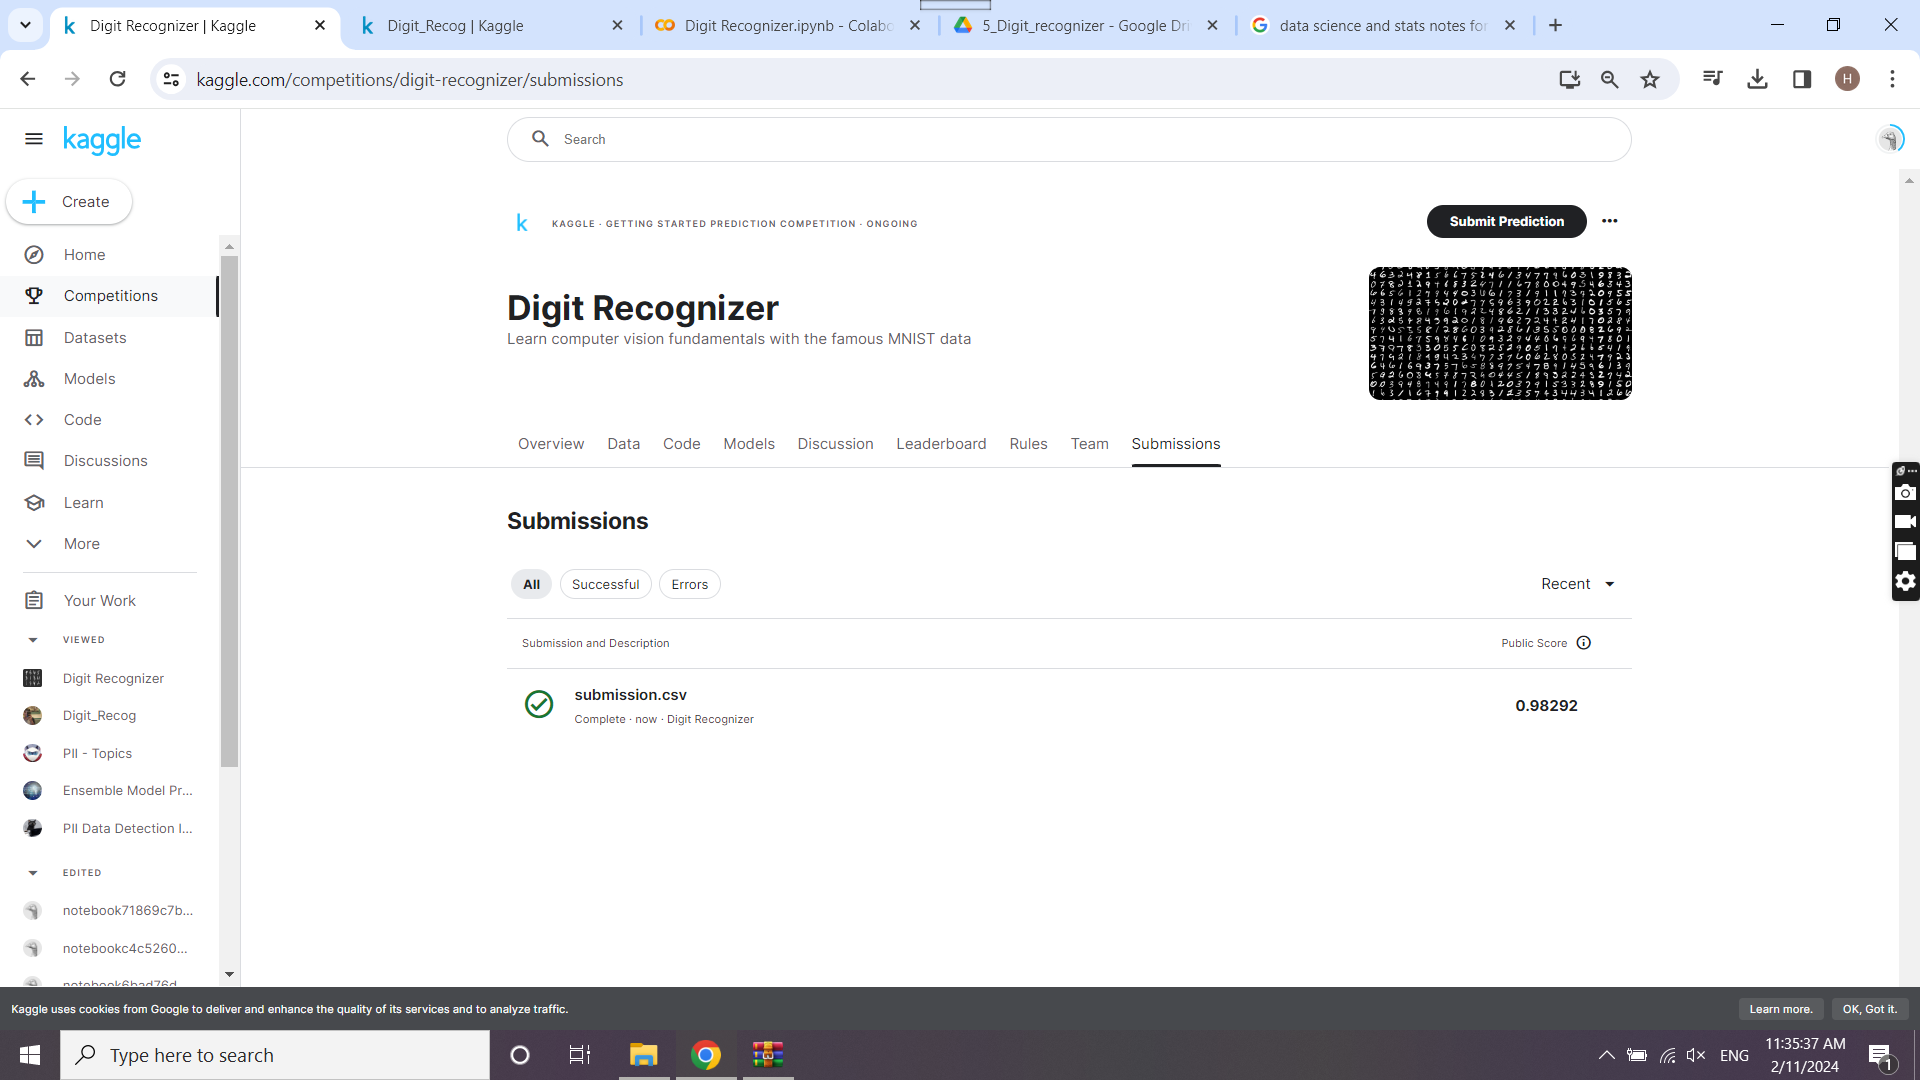 Digit Recognizer | Kaggle
Digit_Recog | Kaggle
Digit Recognizer.ipynb - Colabo
5_Digit_recognizer - Google Dri
data science and stats notes for
kaggle.com/competitions/digit-recognizer/submissions
H
kaggle
Search
Create
Home
Competitions
Datasets
Models
Code
Discussions
Learn
More
Your Work
VIEWED
Digit Recognizer
Digit_Recog
PII - Topics
Ensemble Model Pr...
PII Data Detection I...
EDITED
notebook71869c7b...
notebookc4c5260...
notebook6bad76d
KAGGLE · GETTING STARTED PREDICTION COMPETITION · ONGOING
Submit Prediction
Digit Recognizer
Learn computer vision fundamentals with the famous MNIST data
Overview Data Code Models Discussion Leaderboard Rules Team Submissions
Submissions
All Successful Errors
Recent
Submission and Description
Public Score
submission.csv
Complete · now · Digit Recognizer
0.98292
Kaggle uses cookies from Google to deliver and enhance the quality of its services and to analyze traffic.
Learn more.
OK, Got it.
Type here to search
ENG
11:35:37 AM
2/11/2024
1